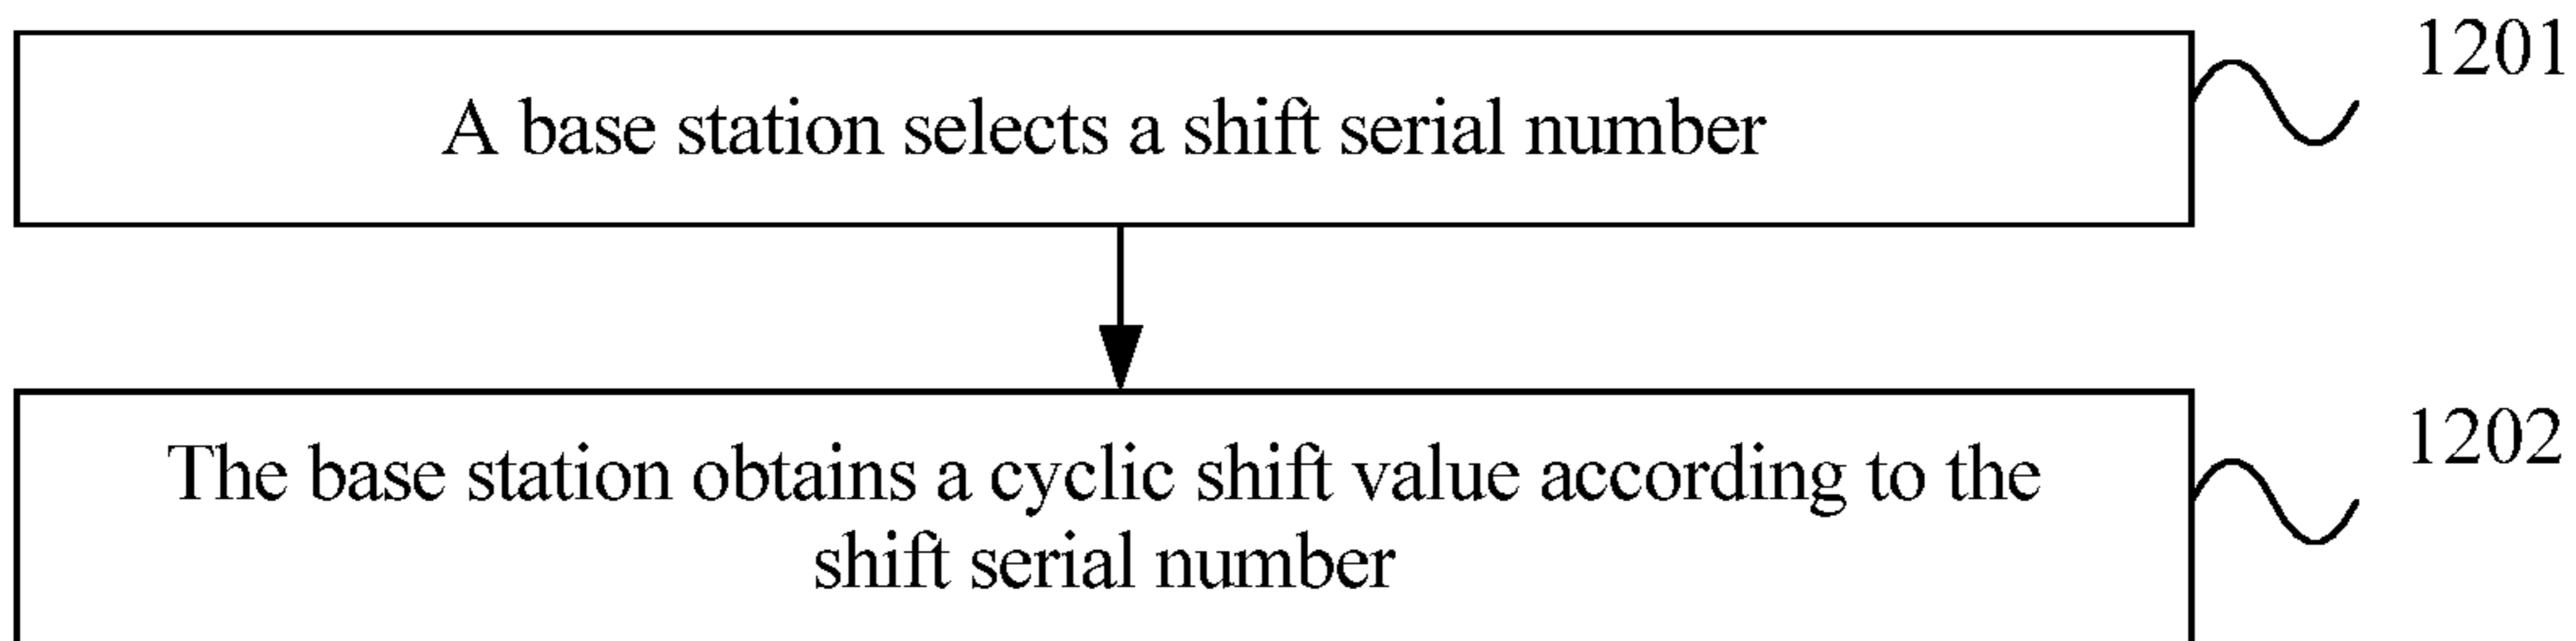 1201
A base station selects a shift serial number
1202
The base station obtains a cyclic shift value according to the
shift serial number